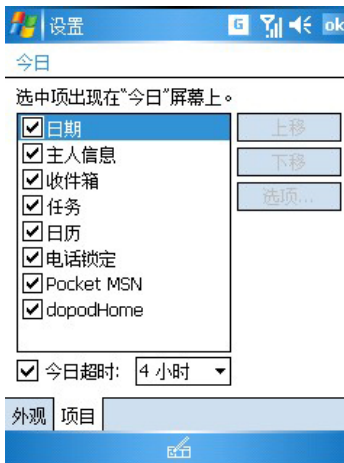 设置 G ok
今日
选中项出现在“今日”屏幕上。
日期
主人信息
收件箱
任务
日历
电话锁定
Pocket MSN
dopodHome
上移
下移
选项...
今日超时: 4 小时
外观 项目